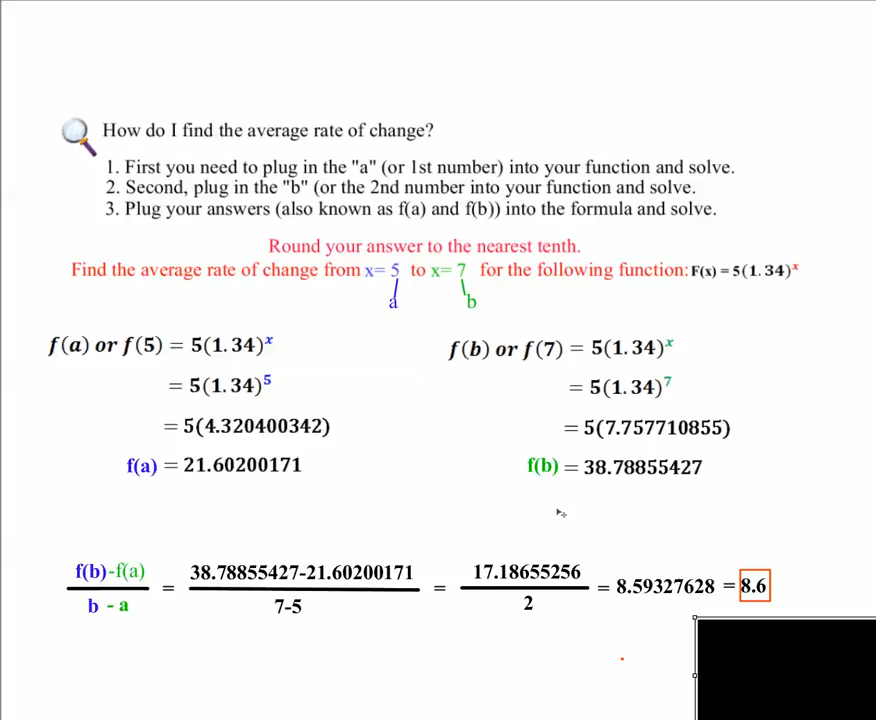 How do I find the average rate of change?
1. First you need to plug in the "a" (or 1st number) into your function and solve.
2. Second, plug in the "b" (or the 2nd number into your function and solve.
3. Plug your answers (also known as f(a) and f(b)) into the formula and solve.
Round your answer to the nearest tenth.
Find the average rate of change from x= 5 to x= 7 for the following function: F(x) = 5(1.34)^x
a b
f(a) or f(5) = 5(1.34)^x
= 5(1.34)^5
= 5(4.320400342)
f(a) = 21.60200171
f(b) or f(7) = 5(1.34)^x
= 5(1.34)^7
= 5(7.757710855)
f(b) = 38.78855427
f(b)-f(a) = 38.78855427-21.60200171 = 17.18655256 = 8.59327628 = 8.6
b - a 7-5 2